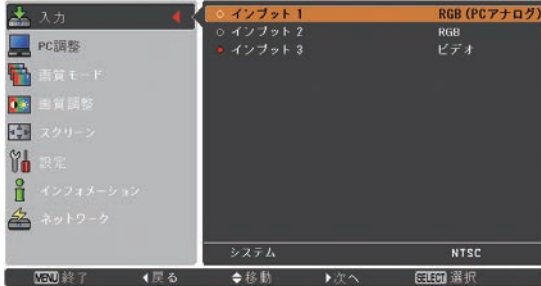 入力
PC調整
画質モード
画質調整
スクリーン
設定
インフォメーション
ネットワーク
インプット 1 RGB (PCアナログ)
インプット 2 RGB
インプット 3 ビデオ
システム NTSC
MENU 終了 戻る 移動 次へ SELECT 選択